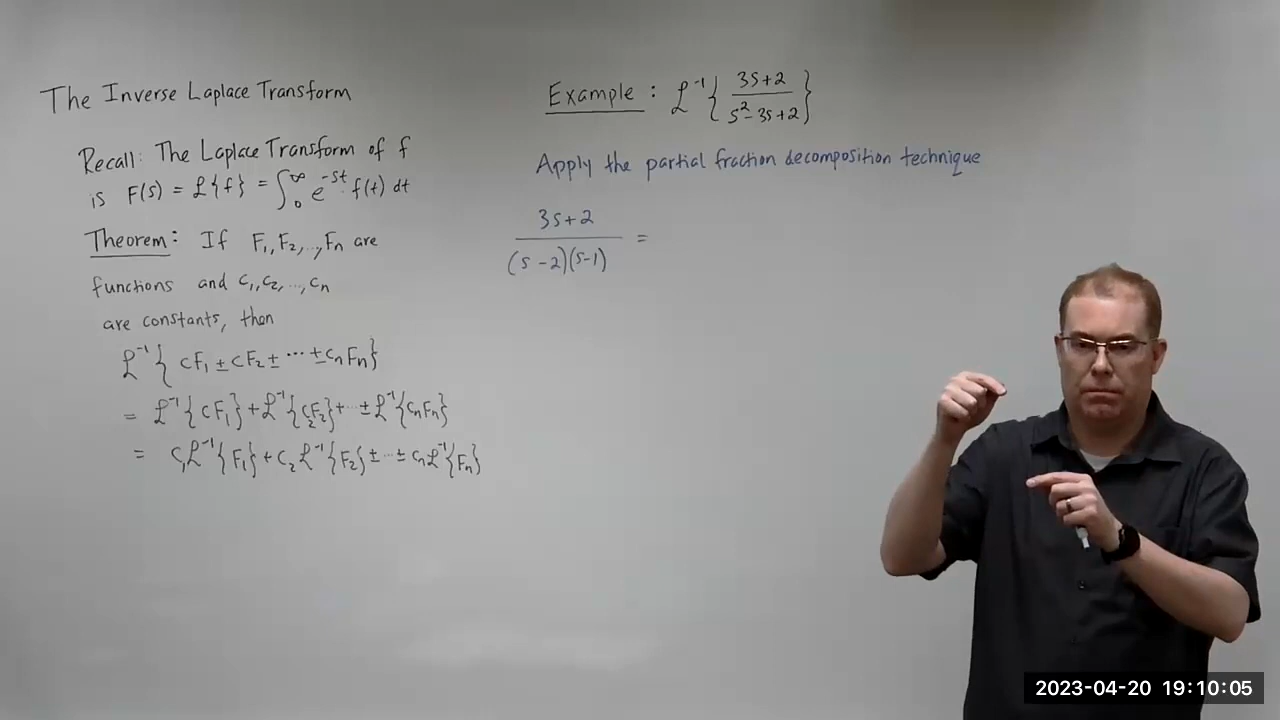 The Inverse Laplace Transform
Recall: The Laplace Transform of f
is F(s) = ℒ{f} = ∫₀^∞ e^{-st} · f(t) dt
Theorem: If F₁, F₂, ..., Fn are
functions and c₁, c₂, ..., cn
are constants, then
ℒ⁻¹{ cF₁ ± cF₂ ± ··· ± cnFn}
= ℒ⁻¹{cF₁} + ℒ⁻¹{c₂F₂} + ··· ± ℒ⁻¹{cnFn}
= c₁ℒ⁻¹{F₁} + c₂ℒ⁻¹{F₂} ± ··· ± cnℒ⁻¹{Fn}
Example: ℒ⁻¹{ (3s+2)/(s²-3s+2) }
Apply the partial fraction decomposition technique
3s+2
(s-2)(s-1) =
2023-04-20 19:10:05